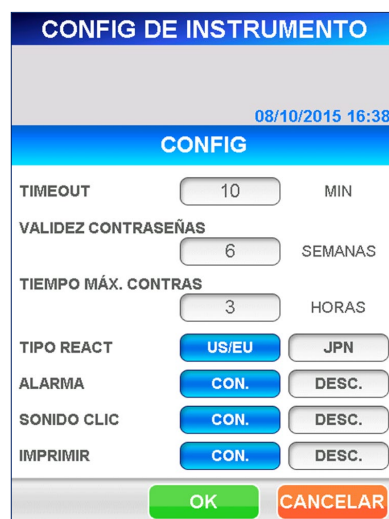 CONFIG DE INSTRUMENTO
08/10/2015 16:38
CONFIG
TIMEOUT 10 MIN
VALIDEZ CONTRASEÑAS
6 SEMANAS
TIEMPO MÁX. CONTRAS
3 HORAS
TIPO REACT US/EU JPN
ALARMA CON. DESC.
SONIDO CLIC CON. DESC.
IMPRIMIR CON. DESC.
OK CANCELAR